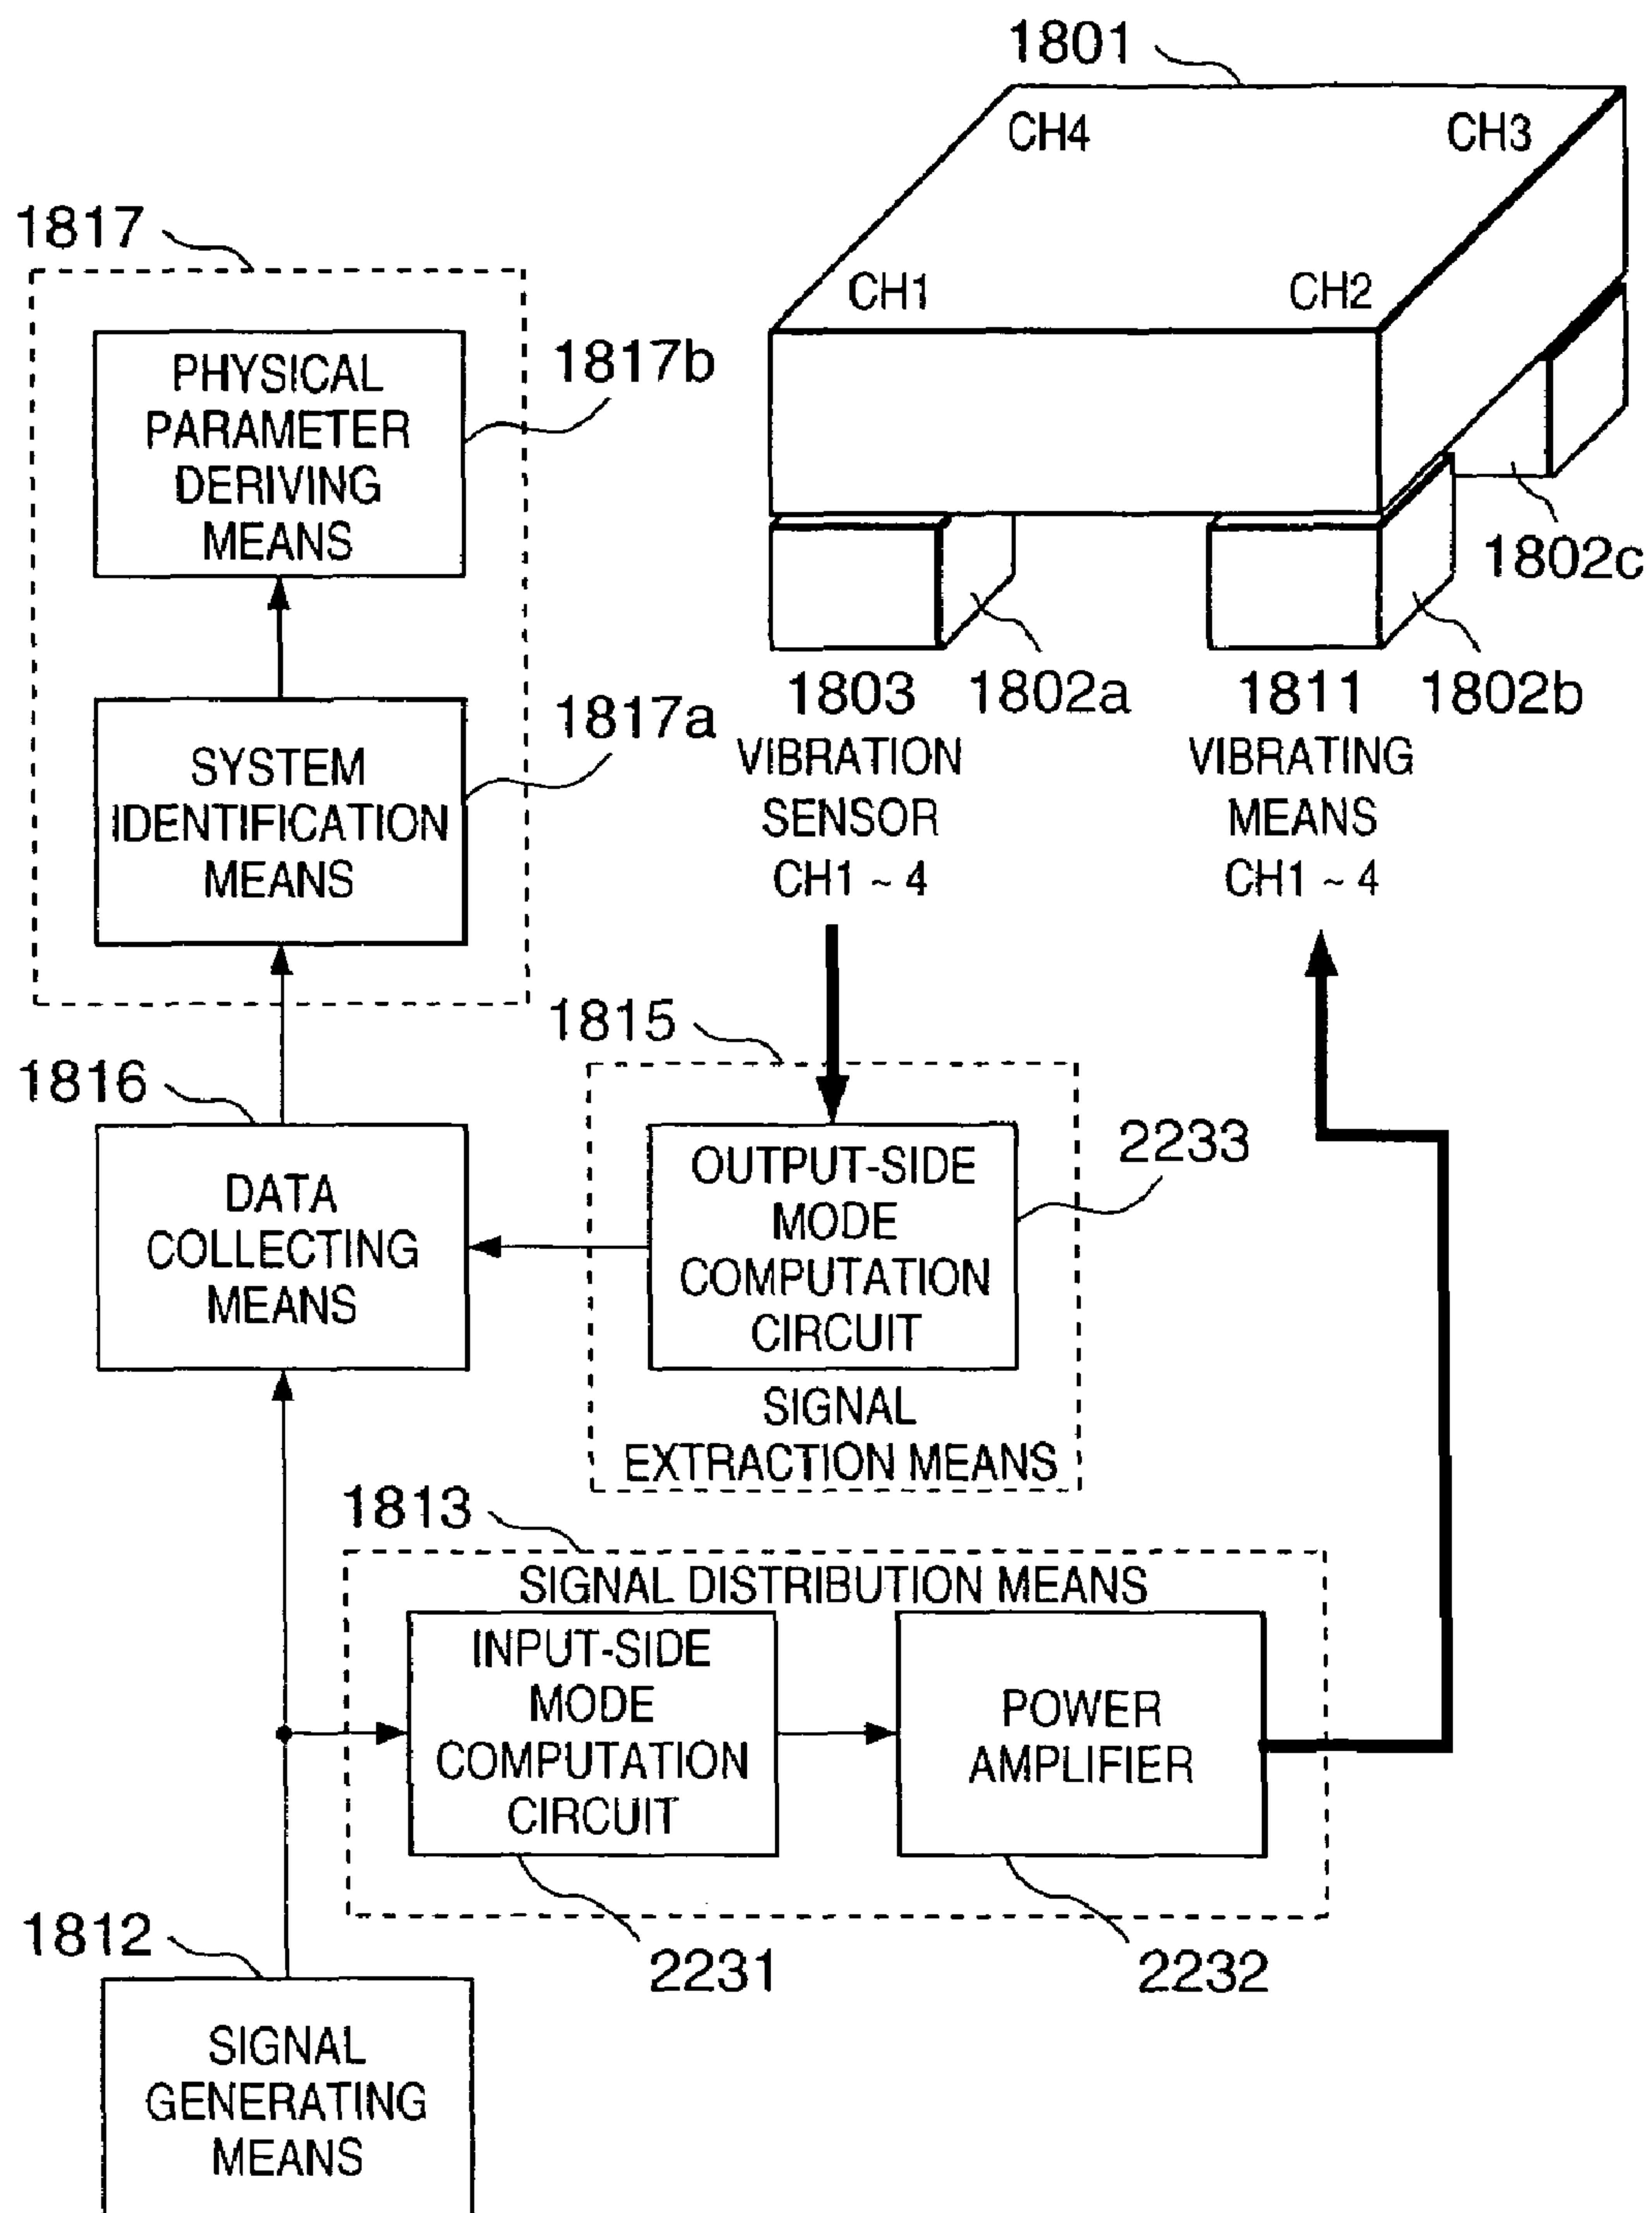 1801
CH4
CH3
1817
CH1
CH2
PHYSICAL
PARAMETER
DERIVING
MEANS
1817b
1802c
1803
1802a
1811
1802b
1817a
SYSTEM
IDENTIFICATION
MEANS
VIBRATION
SENSOR
CH1 ~ 4
VIBRATING
MEANS
CH1 ~ 4
1815
1816
2233
DATA
COLLECTING
MEANS
OUTPUT-SIDE
MODE
COMPUTATION
CIRCUIT
SIGNAL
EXTRACTION MEANS
1813
SIGNAL DISTRIBUTION MEANS
INPUT-SIDE
MODE
COMPUTATION
CIRCUIT
POWER
AMPLIFIER
1812
2231
2232
SIGNAL
GENERATING
MEANS